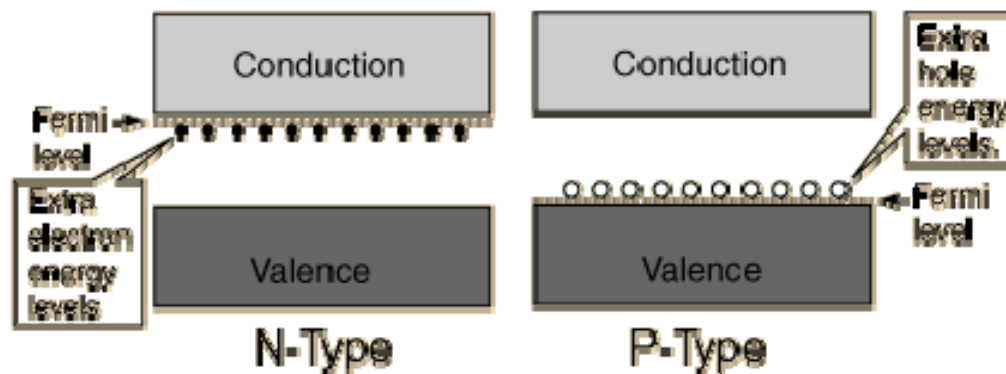 Conduction
Fermi
level
Extra
electron
energy
levels
Valence
N-Type
Conduction
Extra
hole
energy
levels.
Fermi
level
Valence
P-Type